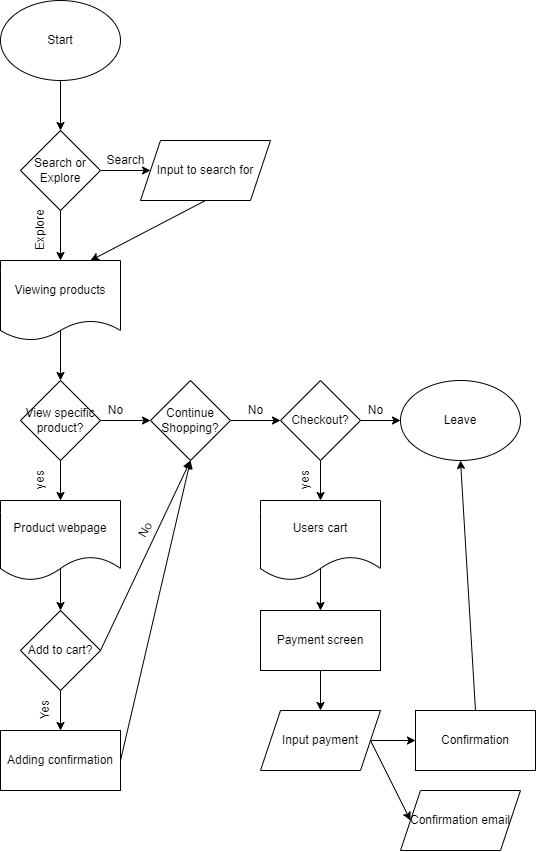 Start
Search or
Explore
Search
Input to search for
Explore
Viewing products
View specific
product?
No
Continue
Shopping?
No
Checkout?
No
Leave
yes
yes
Product webpage
Users cart
No
Add to cart?
Payment screen
Yes
Adding confirmation
Input payment
Confirmation
Confirmation email